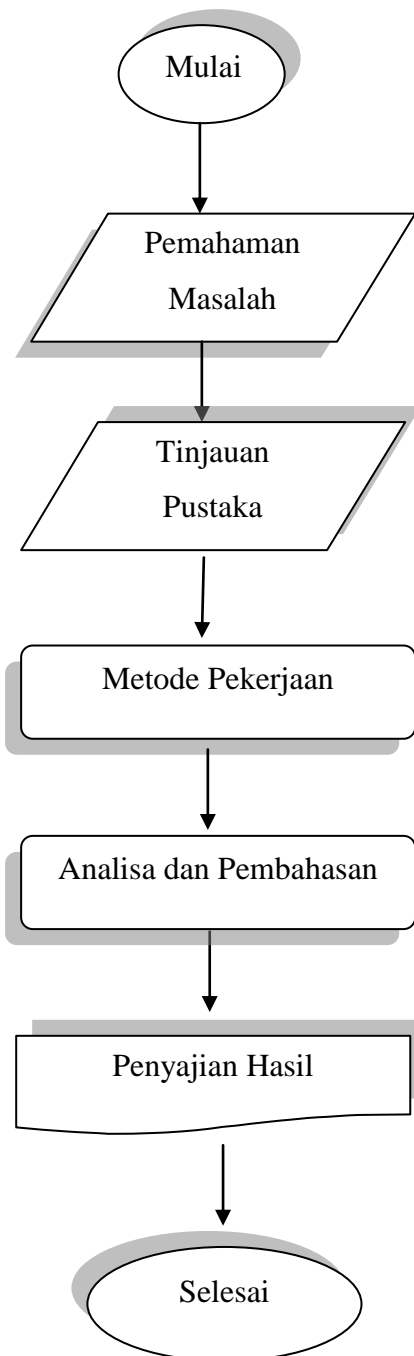 Mulai
Pemahaman
Masalah
Tinjauan
Pustaka
Metode Pekerjaan
Analisa dan Pembahasan
Penyajian Hasil
Selesai